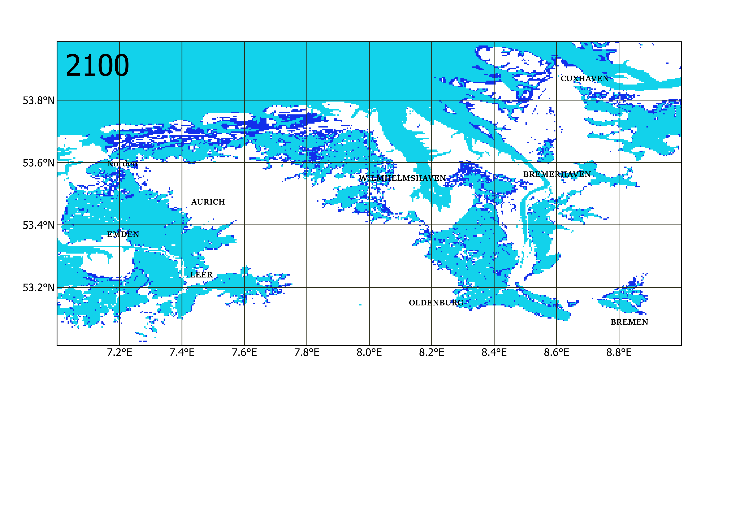 2100
CUXHAVEN
53.8°N
53.6°N
Norden
WILHELMSHAVEN
BREMERHAVEN
AURICH
53.4°N
EMDEN
LEER
53.2°N
OLDENBURG
BREMEN
7.2°E 7.4°E 7.6°E 7.8°E 8.0°E 8.2°E 8.4°E 8.6°E 8.8°E